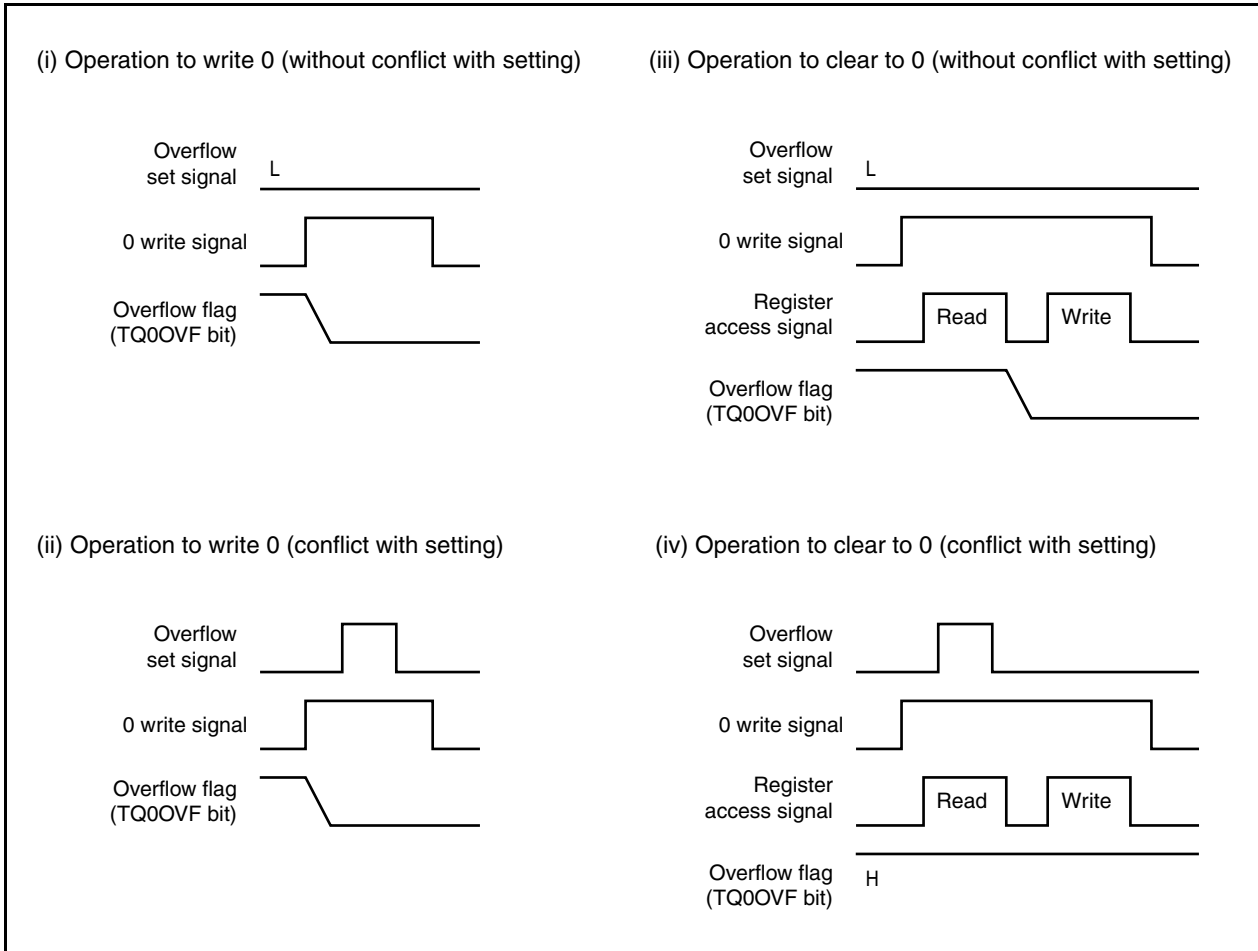 (i) Operation to write 0 (without conflict with setting)
Overflow
set signal
L
0 write signal
Overflow flag
(TQ0OVF bit)
(iii) Operation to clear to 0 (without conflict with setting)
Overflow
set signal
L
0 write signal
Register
access signal
Read
Write
Overflow flag
(TQ0OVF bit)
(ii) Operation to write 0 (conflict with setting)
Overflow
set signal
0 write signal
Overflow flag
(TQ0OVF bit)
(iv) Operation to clear to 0 (conflict with setting)
Overflow
set signal
0 write signal
Register
access signal
Read
Write
Overflow flag
(TQ0OVF bit)
H